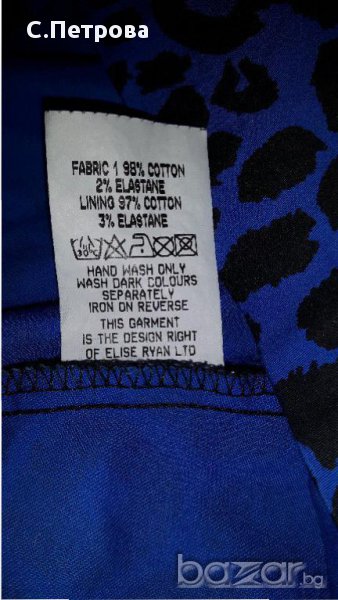 С.Петрова
FABRIC 1 98% COTTON
2% ELASTANE
LINING 97% COTTON
3% ELASTANE
30°C
HAND WASH ONLY
WASH DARK COLOURS
SEPARATELY
IRON ON REVERSE
THIS GARMENT
IS THE DESIGN RIGHT
OF ELISE RYAN LTD
bazar.bg